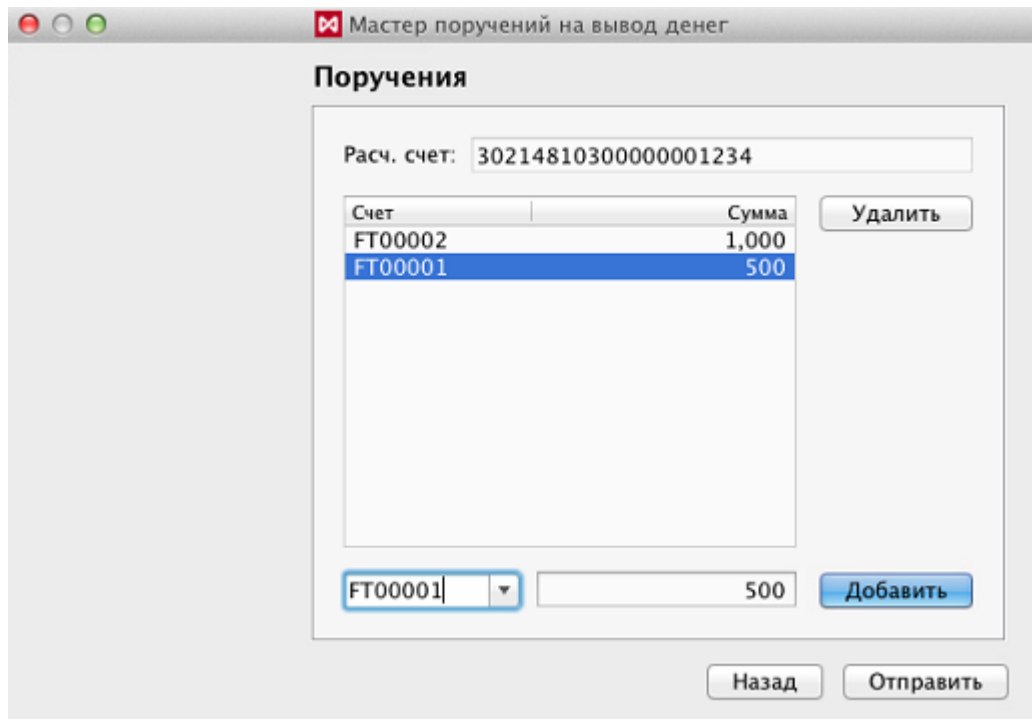 Мастер поручений на вывод денег
Поручения
Расч. счет: 30214810300000001234
Счет Сумма Удалить
FT00002 1,000
FT00001 500
FT00001 500 Добавить
Назад Отправить